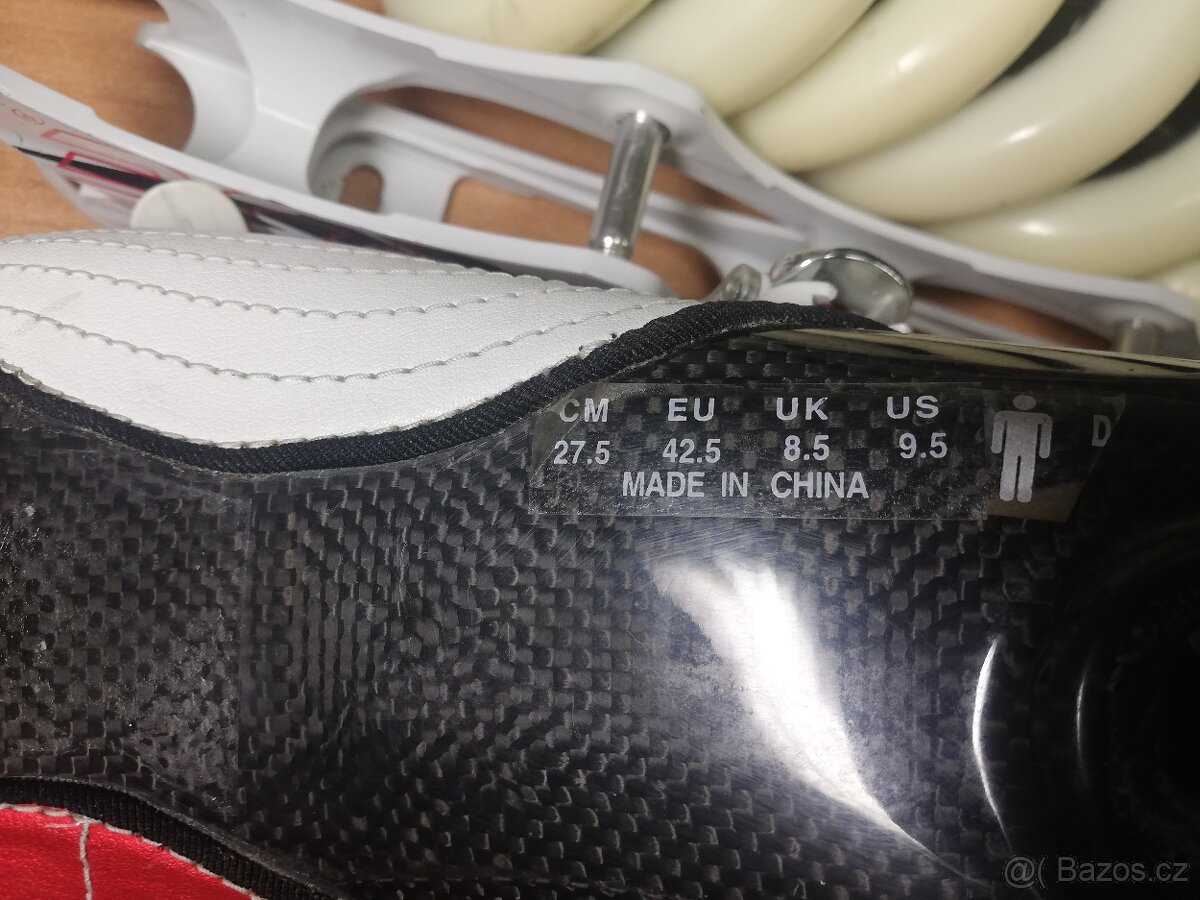 CM EU UK US
27.5 42.5 8.5 9.5 D
MADE IN CHINA
@( Bazos.cz